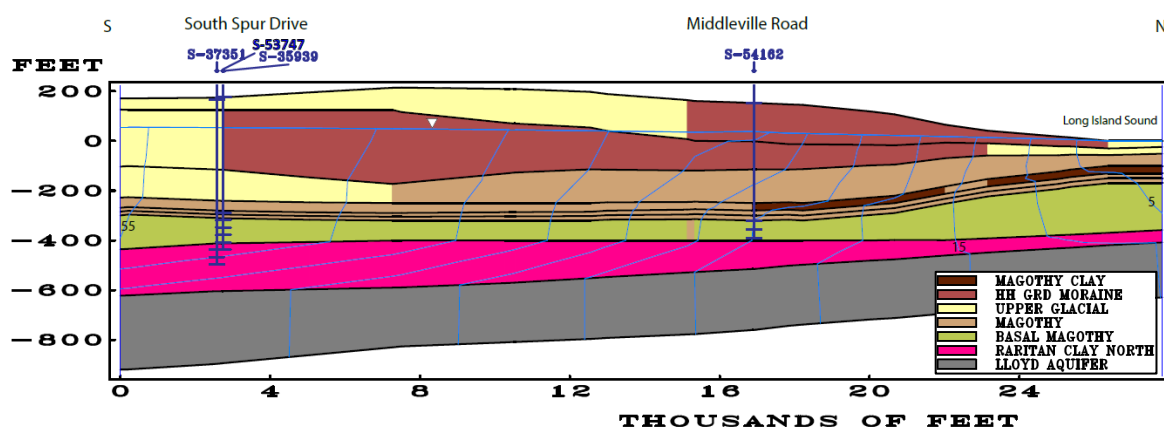 S South Spur Drive Middleville Road N
S-53747
S-37351 S-35939 S-54162
FEET
200
Long Island Sound
0
-200
5
55
-400
15
MAGOTHY CLAY
HH GRD MORAINE
-600
UPPER GLACIAL
MAGOTHY
BASAL MAGOTHY
-800
RARITAN CLAY NORTH
LLOYD AQUIFER
0 4 8 12 16 20 24
THOUSANDS OF FEET